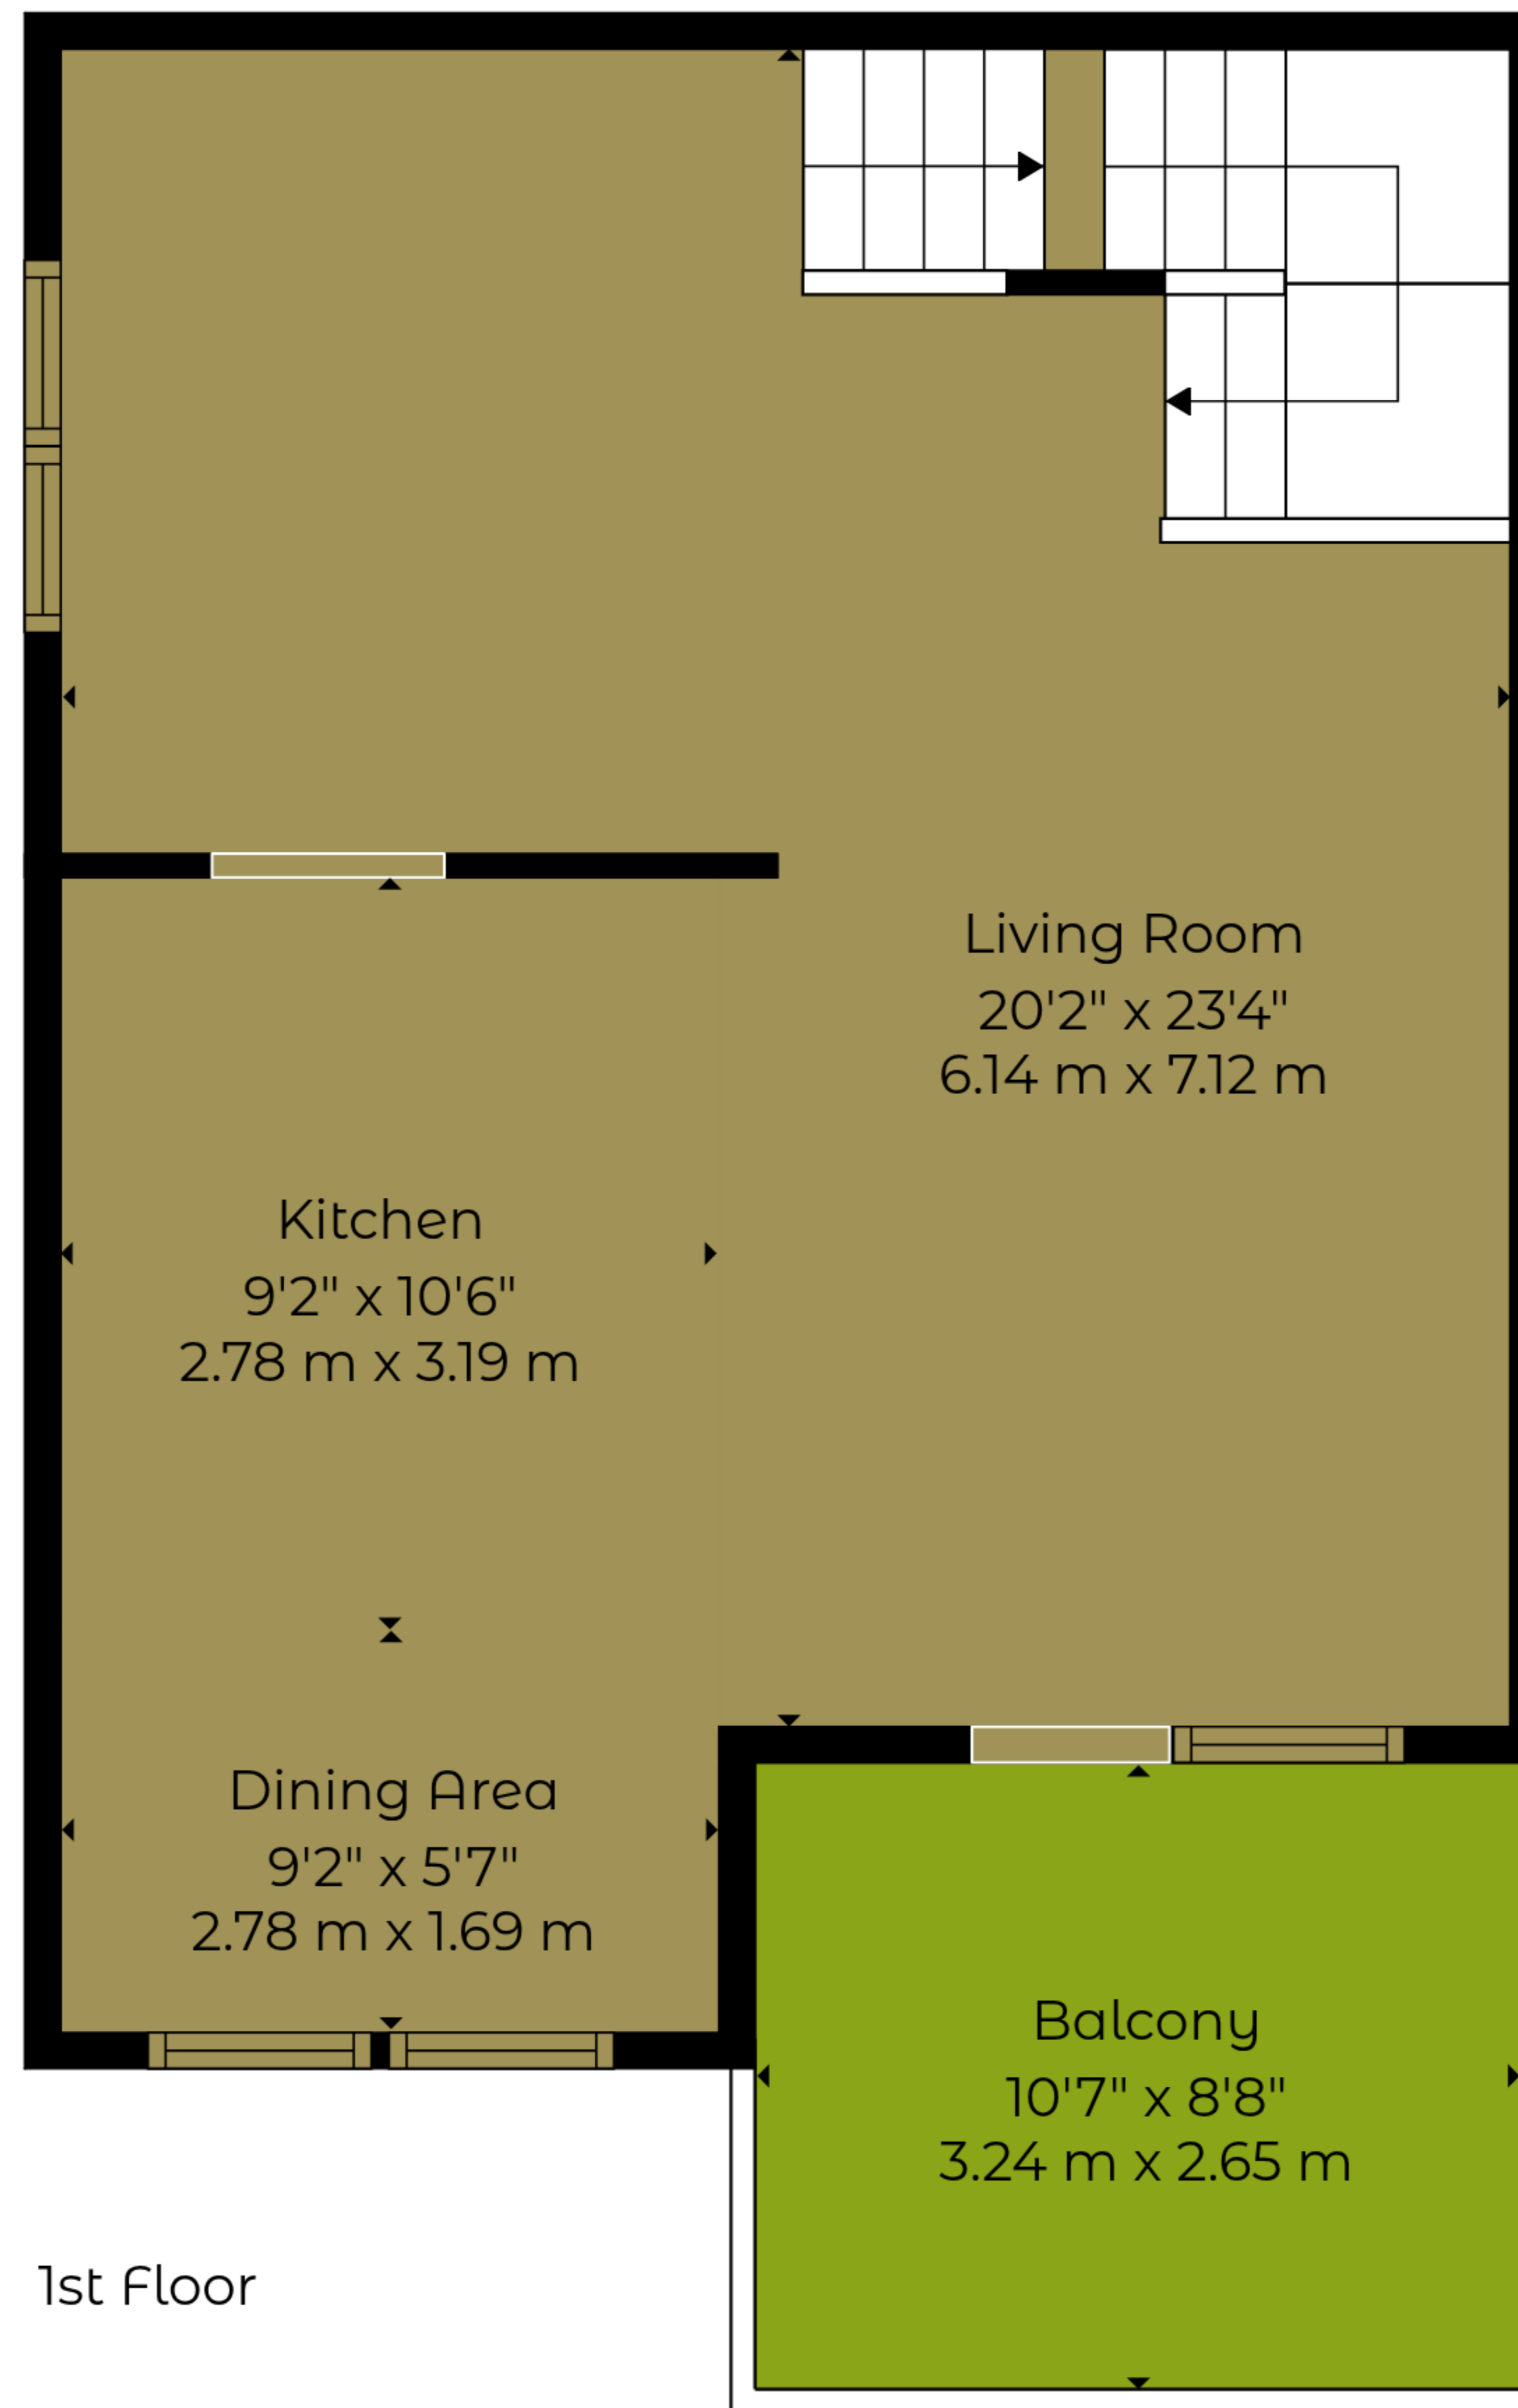 Living Room
20'2" x 23'4"
6.14 m x 7.12 m
Kitchen
9'2" x 10'6"
2.78 m x 3.19 m
Dining Area
9'2" x 5'7"
2.78 m x 1.69 m
Balcony
10'7" x 8'8"
3.24 m x 2.65 m
1st Floor